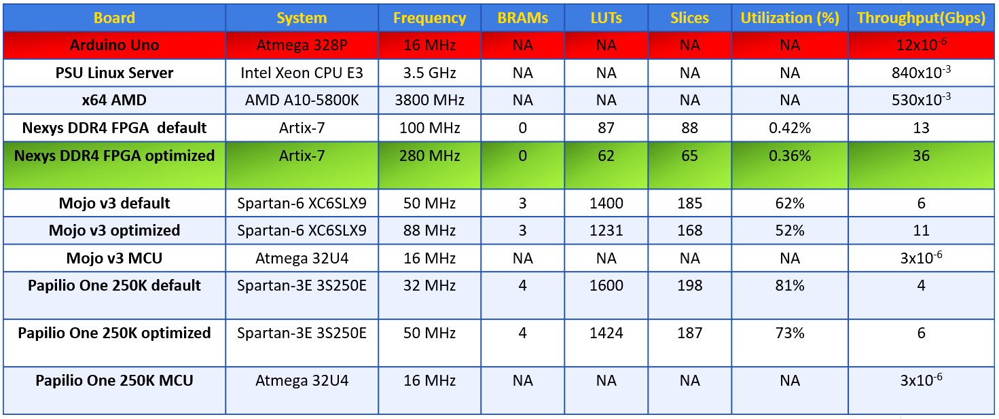 Board System Frequency BRAMs LUTs Slices Utilization (%) Throughput(Gbps)
Arduino Uno Atmega 328P 16 MHz NA NA NA NA 12x10⁻⁶
PSU Linux Server Intel Xeon CPU E3 3.5 GHz NA NA NA NA 840x10⁻³
x64 AMD AMD A10-5800K 3800 MHz NA NA NA NA 530x10⁻³
Nexys DDR4 FPGA default Artix-7 100 MHz 0 87 88 0.42% 13
Nexys DDR4 FPGA optimized Artix-7 280 MHz 0 62 65 0.36% 36
Mojo v3 default Spartan-6 XC6SLX9 50 MHz 3 1400 185 62% 6
Mojo v3 optimized Spartan-6 XC6SLX9 88 MHz 3 1231 168 52% 11
Mojo v3 MCU Atmega 32U4 16 MHz NA NA NA NA 3x10⁻⁶
Papilio One 250K default Spartan-3E 3S250E 32 MHz 4 1600 198 81% 4
Papilio One 250K optimized Spartan-3E 3S250E 50 MHz 4 1424 187 73% 6
Papilio One 250K MCU Atmega 32U4 16 MHz NA NA NA NA 3x10⁻⁶